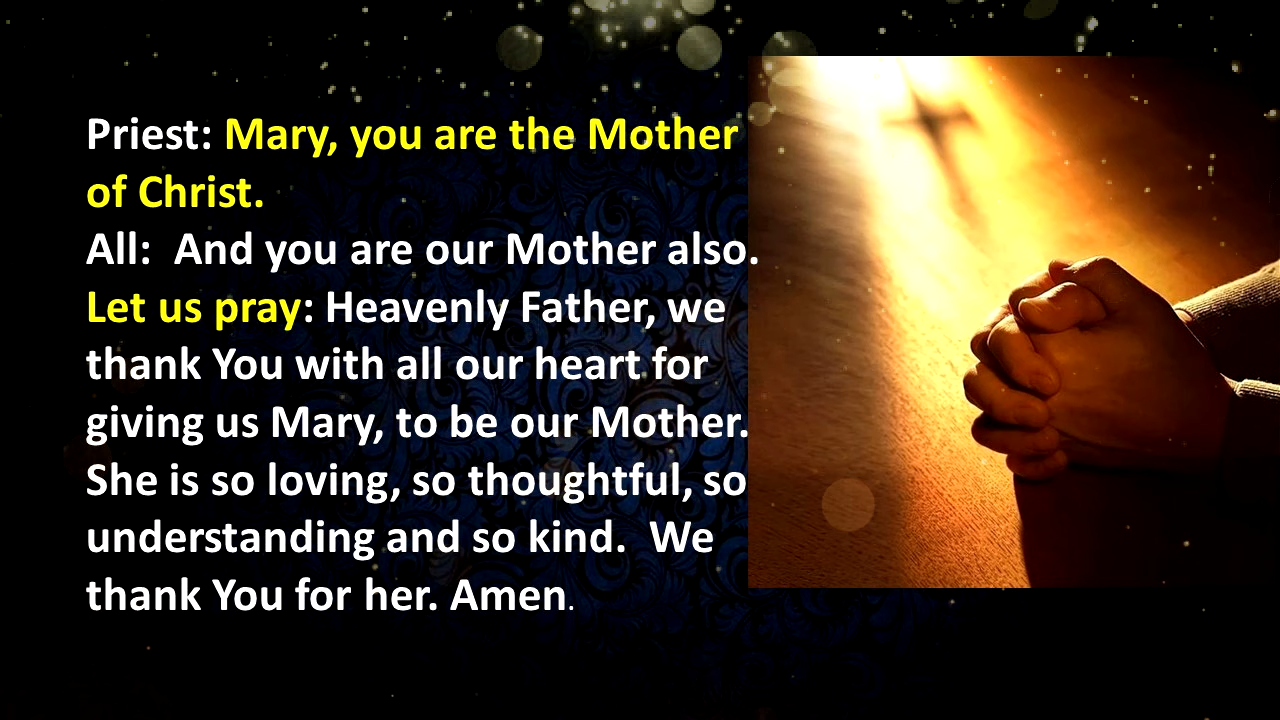 Priest: Mary, you are the Mother
of Christ.
All:  And you are our Mother also.
Let us pray: Heavenly Father, we
thank You with all our heart for
giving us Mary, to be our Mother.
She is so loving, so thoughtful, so
understanding and so kind.  We
thank You for her. Amen.